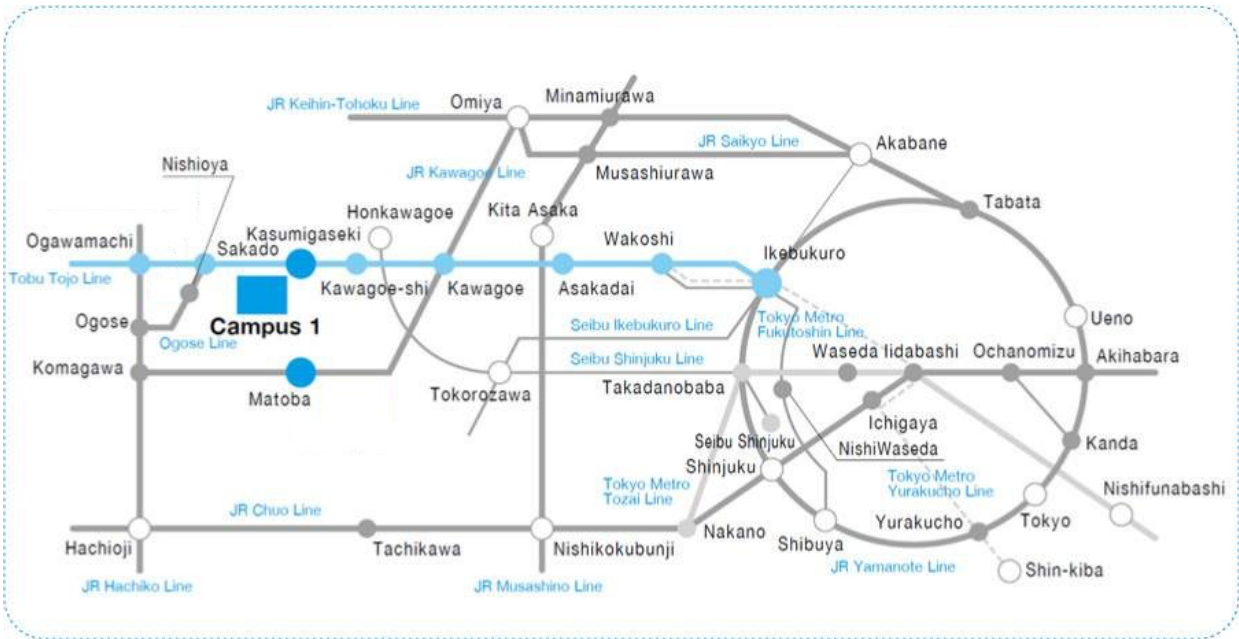 JR Keihin-Tohoku Line
Omiya
Minamiurawa
JR Saikyo Line
Akabane
Nishioya
JR Kawagoe Line
Musashiurawa
Tabata
Honkawagoe
Kita Asaka
Ogawamachi
Sakado
Kasumigaseki
Wakoshi
Ikebukuro
Tobu Tojo Line
Kawagoe-shi
Kawagoe
Asakadai
Campus 1
Ogose
Ogose Line
Seibu Ikebukuro Line
Tokyo Metro
Fukutoshin Line
Ueno
Komagawa
Seibu Shinjuku Line
Waseda
Iidabashi
Ochanomizu
Akihabara
Matoba
Tokorozawa
Takadanobaba
Ichigaya
Seibu Shinjuku
NishiWaseda
Kanda
Shinjuku
Tokyo Metro
Tozai Line
Tokyo Metro
Yurakucho Line
Nishifunabashi
JR Chuo Line
Hachioji
Tachikawa
Nishikokubunji
Nakano
Shibuya
Yurakucho
Tokyo
JR Hachiko Line
JR Musashino Line
JR Yamanote Line
Shin-kiba